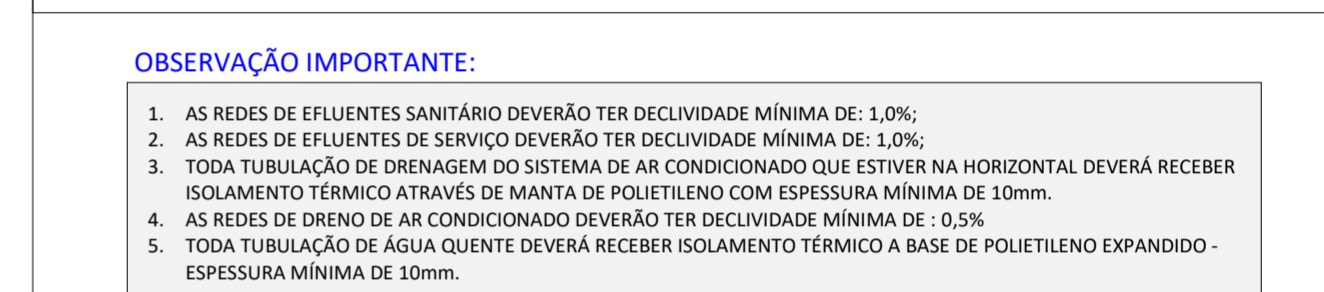 OBSERVAÇÃO IMPORTANTE:
1. AS REDES DE EFLUENTES SANITÁRIO DEVERÃO TER DECLIVIDADE MÍNIMA DE: 1,0%;
2. AS REDES DE EFLUENTES DE SERVIÇO DEVERÃO TER DECLIVIDADE MÍNIMA DE: 1,0%;
3. TODA TUBULAÇÃO DE DRENAGEM DO SISTEMA DE AR CONDICIONADO QUE ESTIVER NA HORIZONTAL DEVERÁ RECEBER
ISOLAMENTO TÉRMICO ATRAVÉS DE MANTA DE POLIETILENO COM ESPESSURA MÍNIMA DE 10mm.
4. AS REDES DE DRENO DE AR CONDICIONADO DEVERÃO TER DECLIVIDADE MÍNIMA DE : 0,5%
5. TODA TUBULAÇÃO DE ÁGUA QUENTE DEVERÁ RECEBER ISOLAMENTO TÉRMICO A BASE DE POLIETILENO EXPANDIDO -
ESPESSURA MÍNIMA DE 10mm.